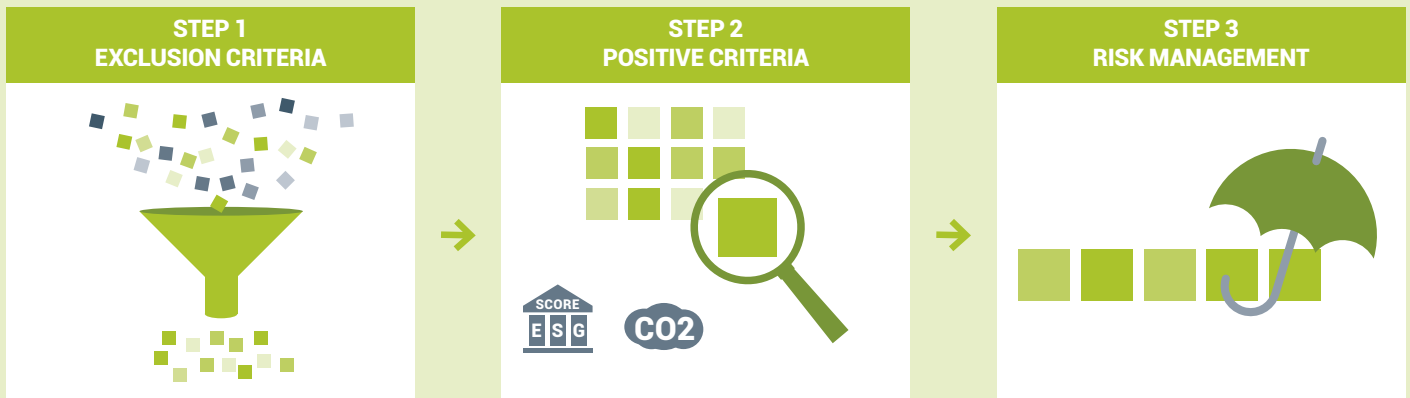 STEP 1
EXCLUSION CRITERIA
STEP 2
POSITIVE CRITERIA
SCORE
E S G
CO2
STEP 3
RISK MANAGEMENT